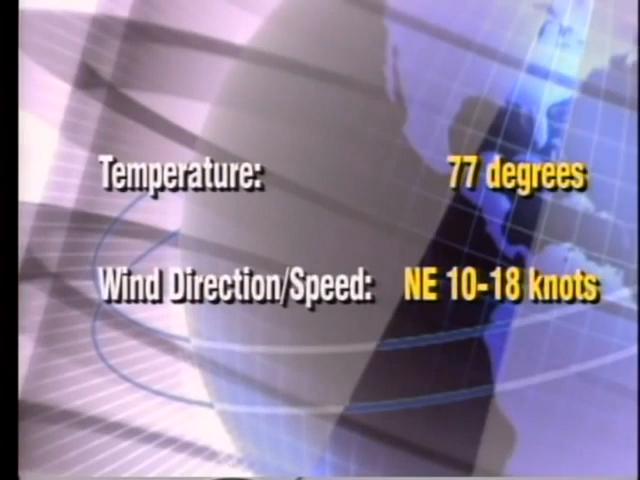 Temperature: 77 degrees
Wind Direction/Speed: NE 10-18 knots